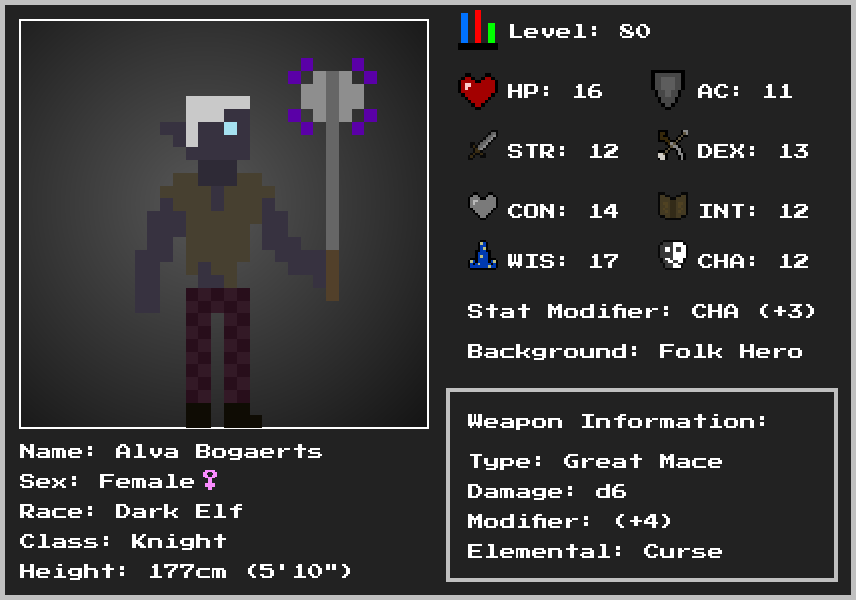 Level: 80
HP: 16 AC: 11
STR: 12 DEX: 13
CON: 14 INT: 12
WIS: 17 CHA: 12
Stat Modifier: CHA (+3)
Background: Folk Hero
Weapon Information:
Type: Great Mace
Damage: d6
Modifier: (+4)
Elemental: Curse
Name: Alva Bogaerts
Sex: Female♀
Race: Dark Elf
Class: Knight
Height: 177cm (5'10")